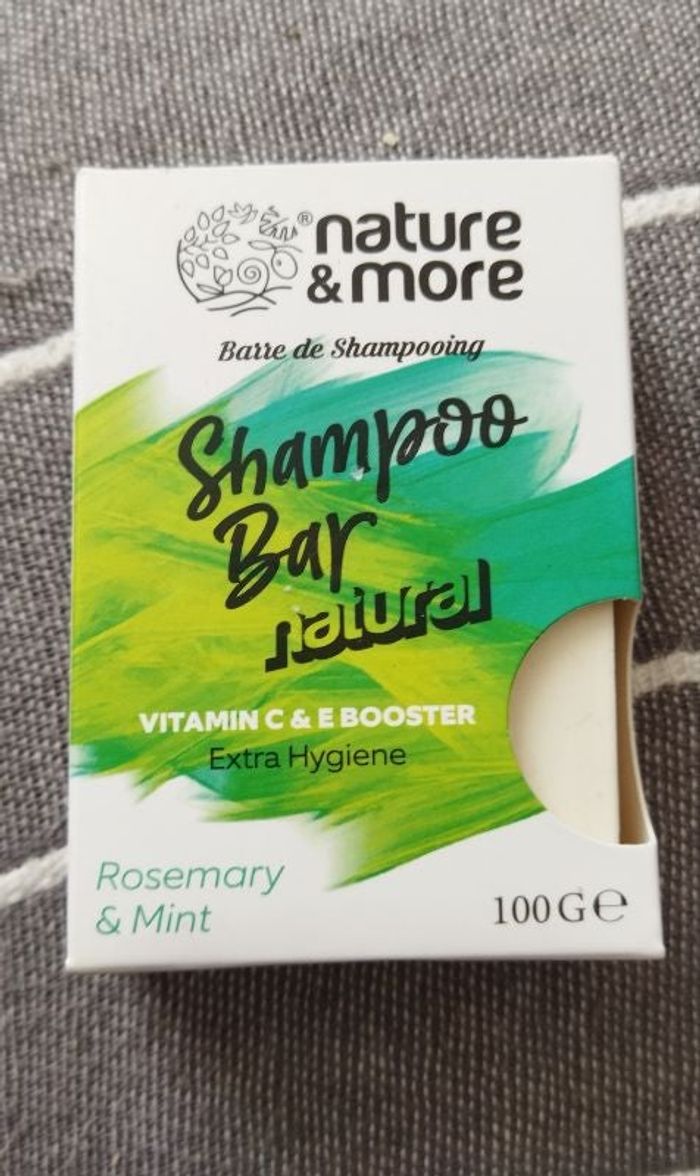 ®nature
& more
Barre de Shampooing
Shampoo
Bar
natural
VITAMIN C & E BOOSTER
Extra Hygiene
Rosemary
& Mint
100G℮